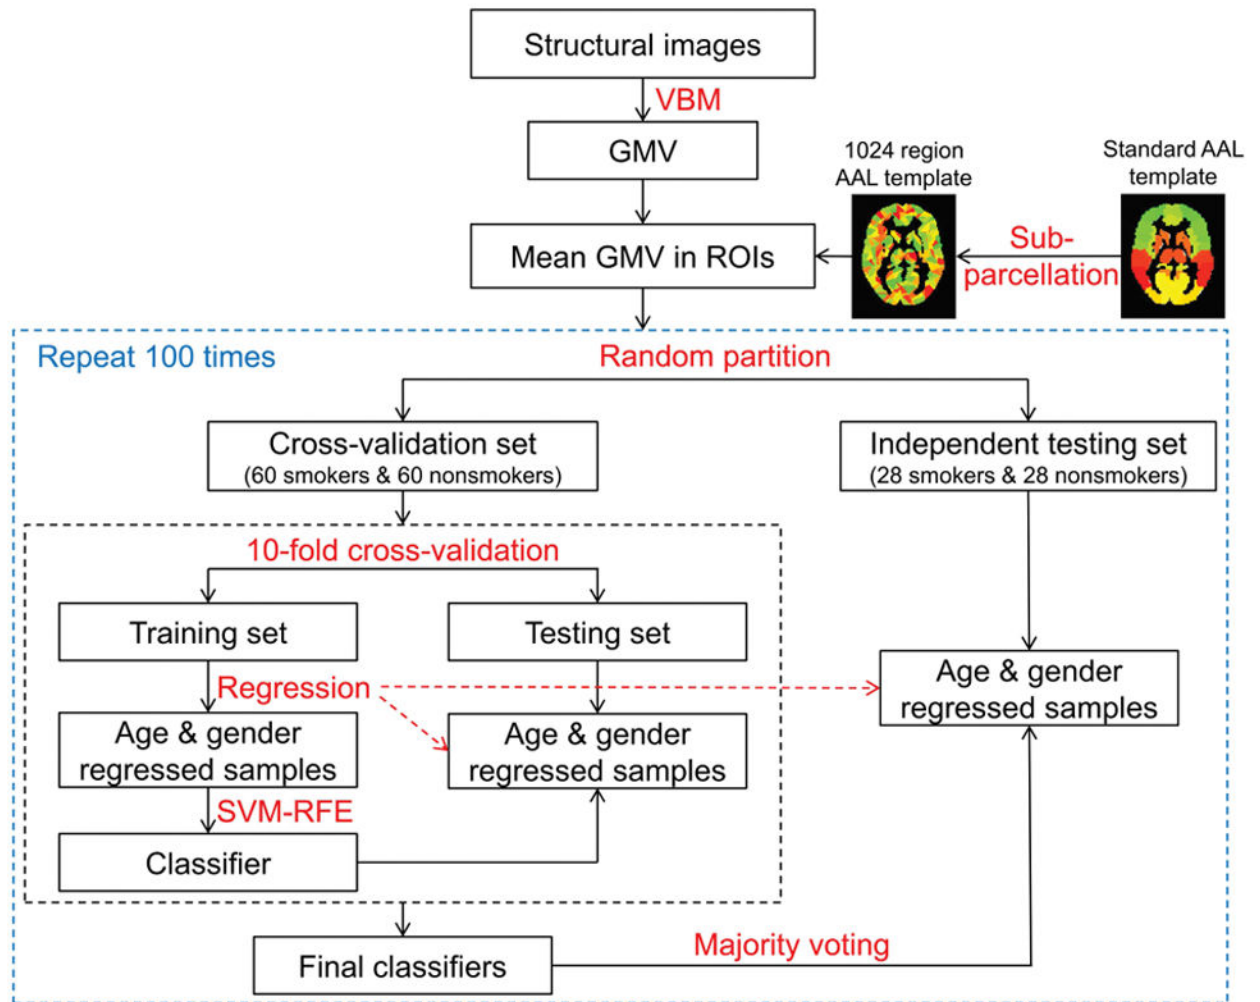 Structural images
VBM
GMV
1024 region
AAL template
Standard AAL
template
Mean GMV in ROIs
Sub-
parcellation
Repeat 100 times
Random partition
Cross-validation set
(60 smokers & 60 nonsmokers)
Independent testing set
(28 smokers & 28 nonsmokers)
10-fold cross-validation
Training set
Testing set
Regression
Age & gender
regressed samples
Age & gender
regressed samples
Age & gender
regressed samples
SVM-RFE
Classifier
Final classifiers
Majority voting